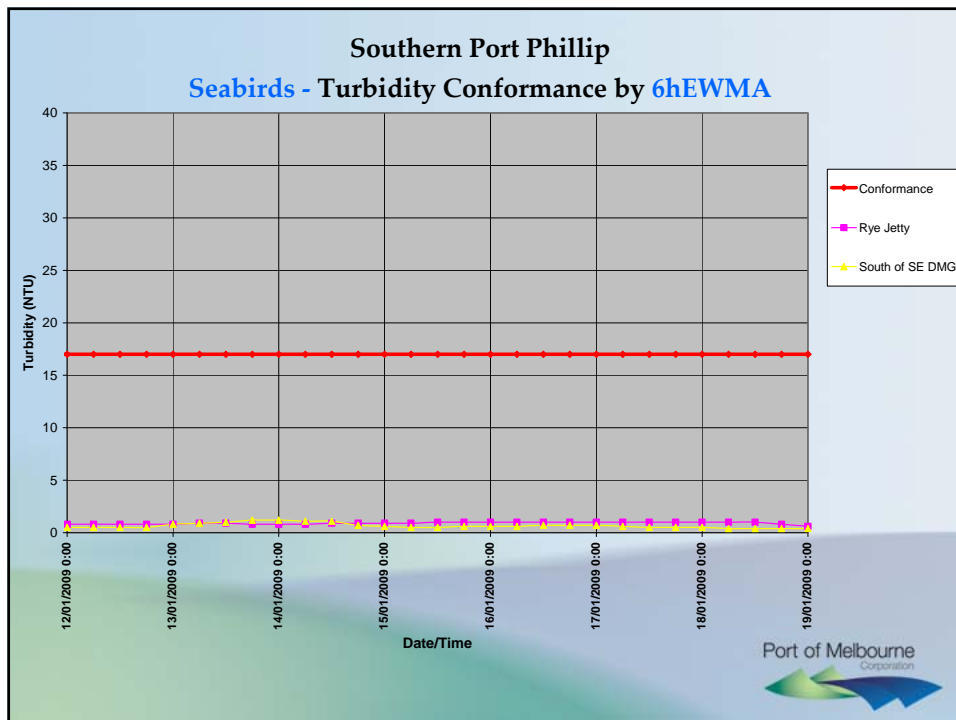 Southern Port Phillip
Seabirds - Turbidity Conformance by 6hEWMA
40
35
30
25
20
15
10
5
0
Turbidity (NTU)
12/01/2009 0:00
13/01/2009 0:00
14/01/2009 0:00
15/01/2009 0:00
16/01/2009 0:00
17/01/2009 0:00
18/01/2009 0:00
19/01/2009 0:00
Date/Time
Conformance
Rye Jetty
South of SE DMG
Port of Melbourne
Corporation